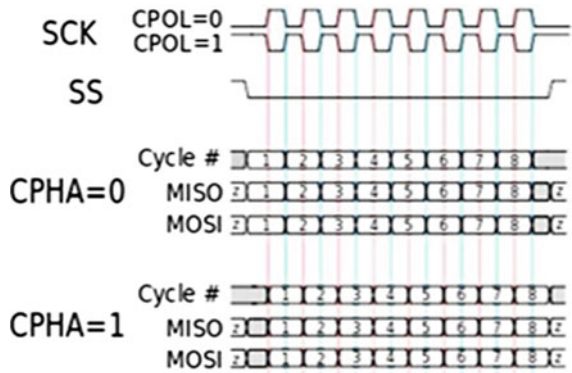 SCK CPOL=0
CPOL=1
SS
Cycle # 1 2 3 4 5 6 7 8
CPHA=0 MISO z 1 2 3 4 5 6 7 8 z
MOSI z 1 2 3 4 5 6 7 8 z
Cycle # 1 2 3 4 5 6 7 8
CPHA=1 MISO z 1 2 3 4 5 6 7 8 z
MOSI z 1 2 3 4 5 6 7 8 z